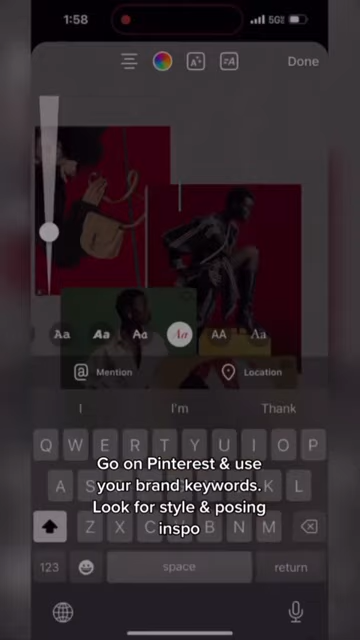 1:58
5G
Done
Aa Aa Aa Aa AA Aa
Mention
Location
I
I'm
Thank
Q W E R T Y U I O P
Go on Pinterest & use
your brand keywords.
Look for style & posing
inspo
A S K L
Z X C B N M
123
space
return